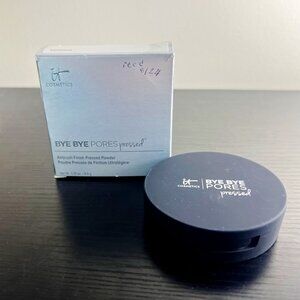 it
COSMETICS
BYE BYE PORES pressed
Airbrush Finish Pressed Powder
Poudre Pressée de Finition Ultralégère
it
COSMETICS
BYE BYE
PORES
pressed